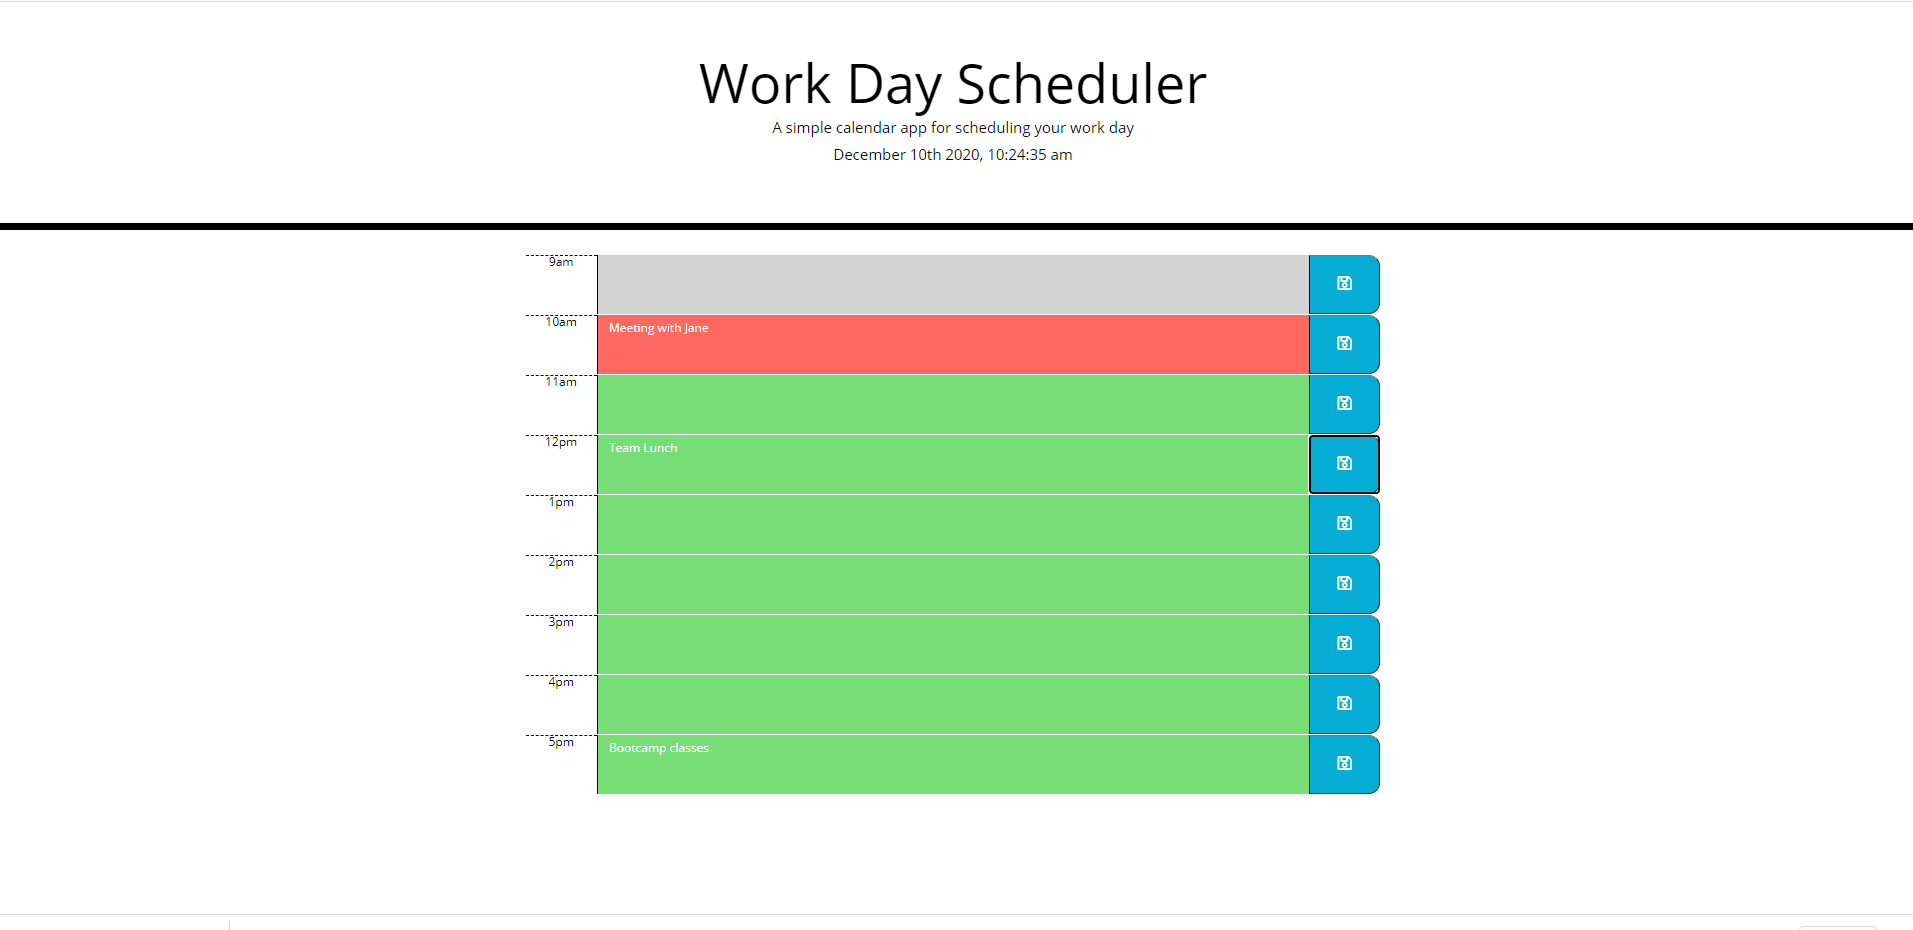 Work Day Scheduler
A simple calendar app for scheduling your work day
December 10th 2020, 10:24:35 am
9am
10am
Meeting with Jane
11am
12pm
Team Lunch
1pm
2pm
3pm
4pm
5pm
Bootcamp classes